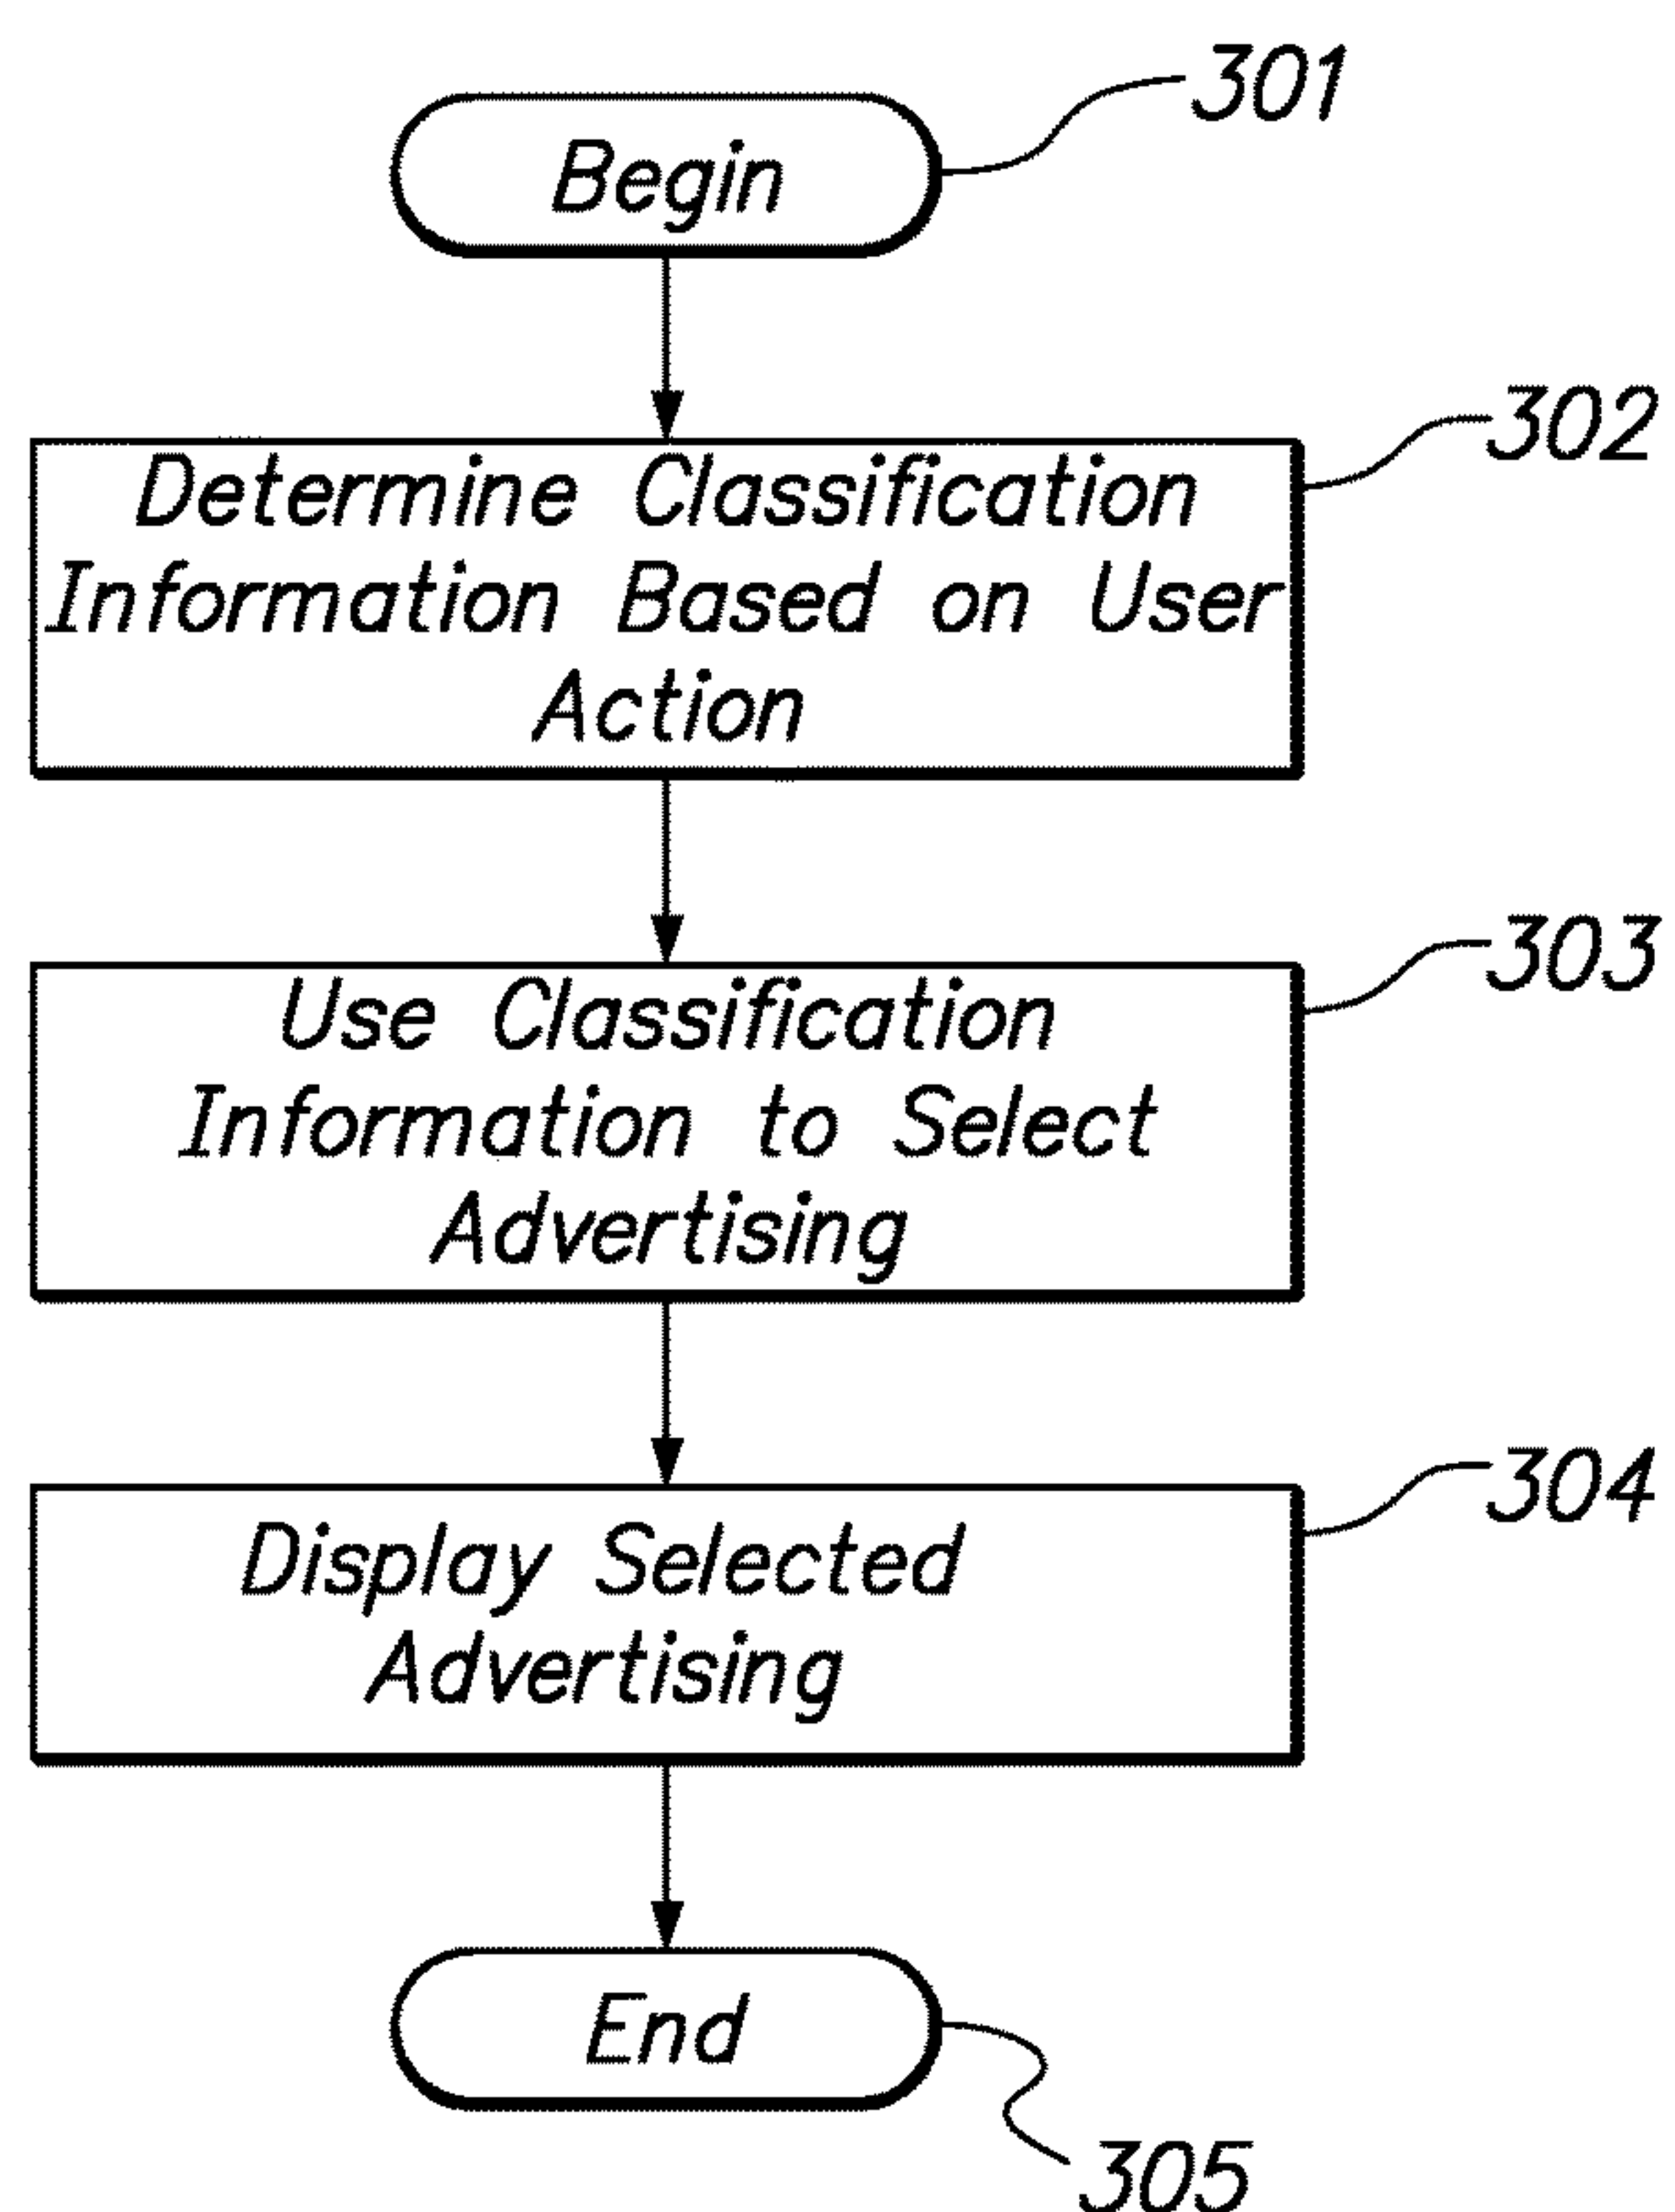 Begin
301
Determine Classification
Information Based on User
Action
302
Use Classification
Information to Select
Advertising
303
Display Selected
Advertising
304
End
305